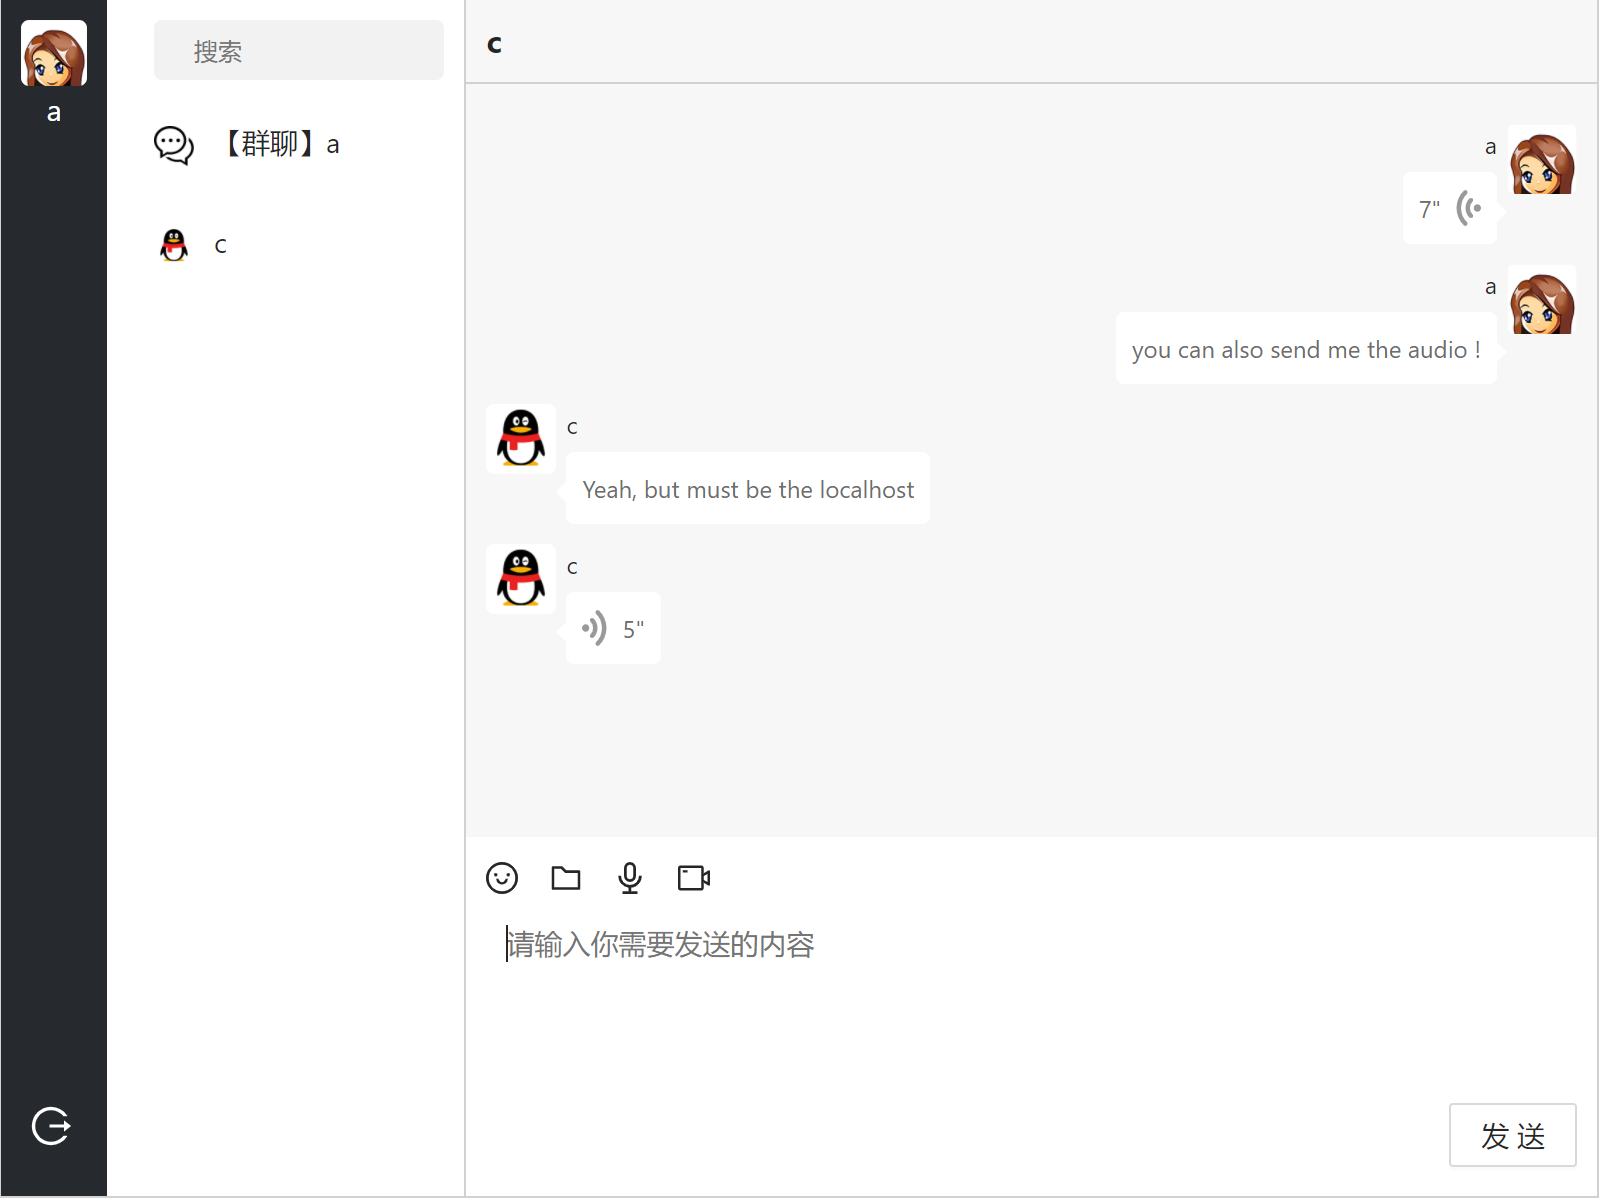 a
搜索
【群聊】a
c
c
a
7"
a
you can also send me the audio !
c
Yeah, but must be the localhost
c
5"
请输入你需要发送的内容
发 送